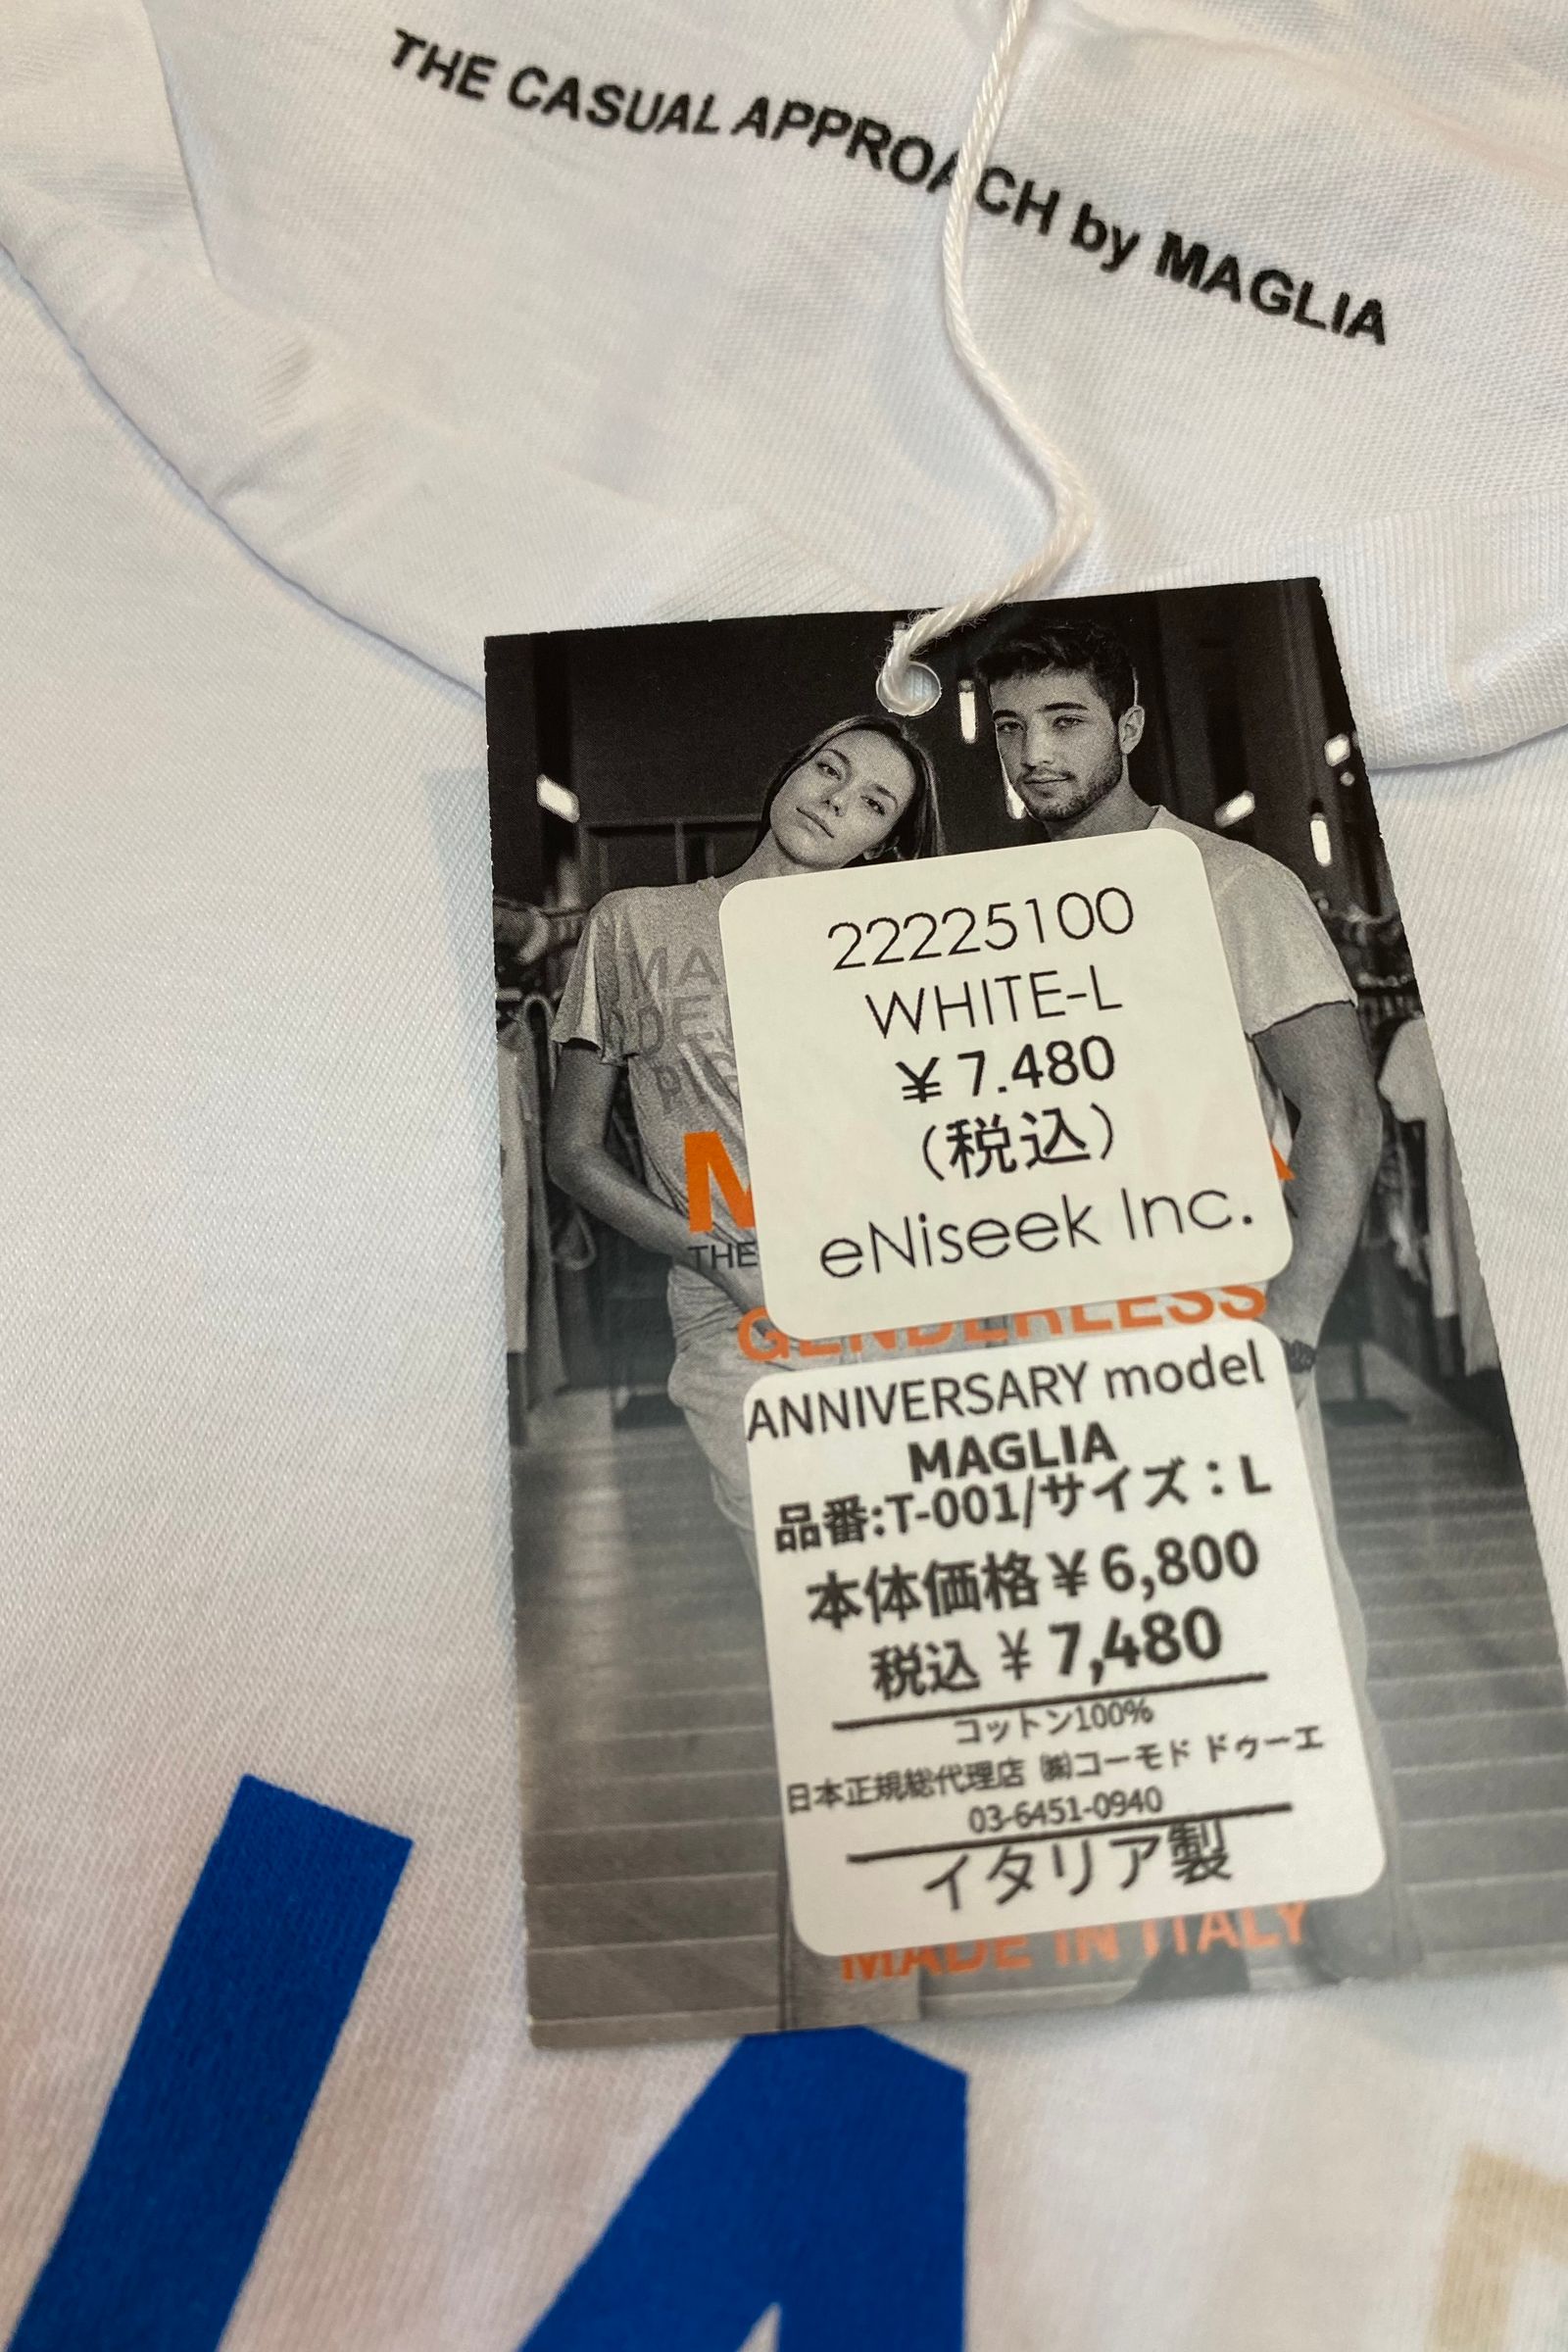 THE CASUAL APPROACH by MAGLIA
22225100
WHITE-L
¥7.480
(税込)
eNiseek Inc.
THE
GENDERLESS
ANNIVERSARY model
MAGLIA
品番:T-001/サイズ：L
本体価格¥6,800
税込 ¥7,480
コットン100%
日本正規総代理店 ㈱コーモド ドゥーエ
03-6451-0940
イタリア製
MADE IN ITALY